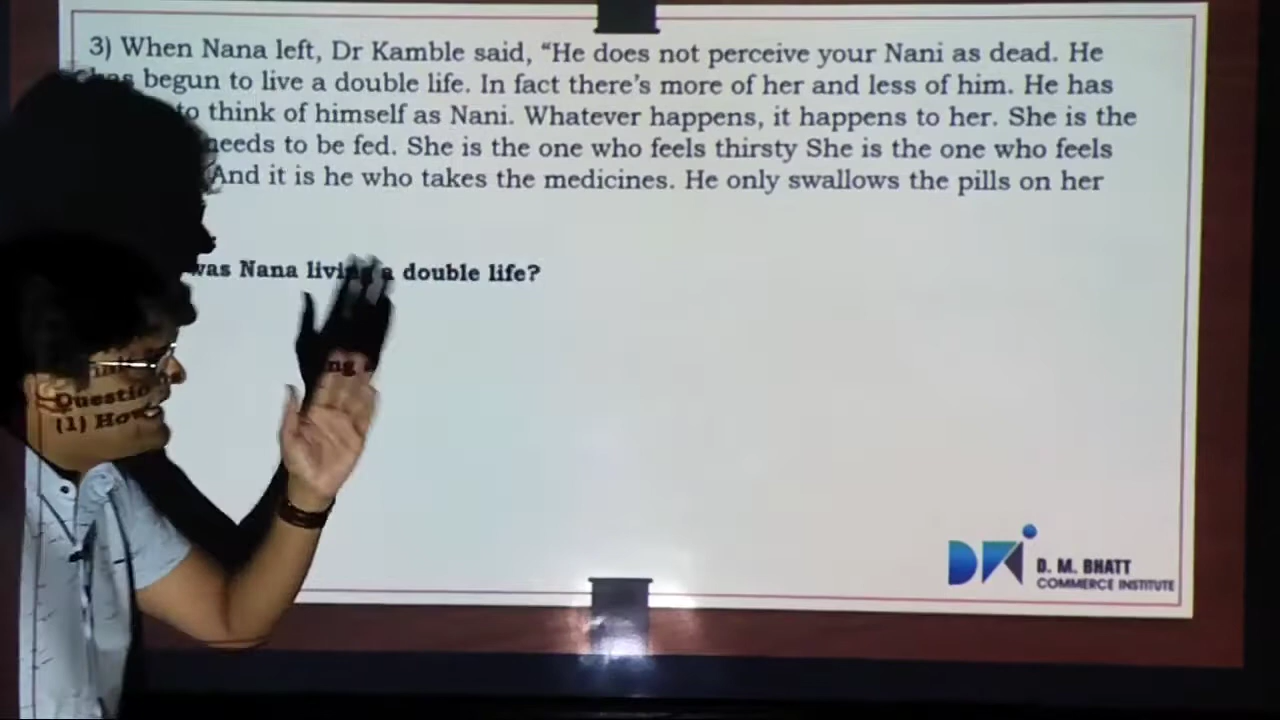 3) When Nana left, Dr Kamble said, “He does not perceive your Nani as dead. He
has begun to live a double life. In fact there’s more of her and less of him. He has
to think of himself as Nani. Whatever happens, it happens to her. She is the
needs to be fed. She is the one who feels thirsty She is the one who feels
And it is he who takes the medicines. He only swallows the pills on her
was Nana living a double life?
Questions
(1) How
D. M. BHATT
COMMERCE INSTITUTE